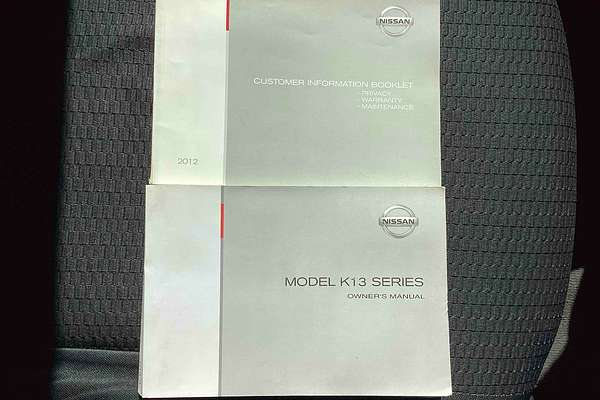 NISSAN
CUSTOMER INFORMATION BOOKLET
- PRIVACY
- WARRANTY
- MAINTENANCE
2012
NISSAN
MODEL K13 SERIES
OWNER'S MANUAL